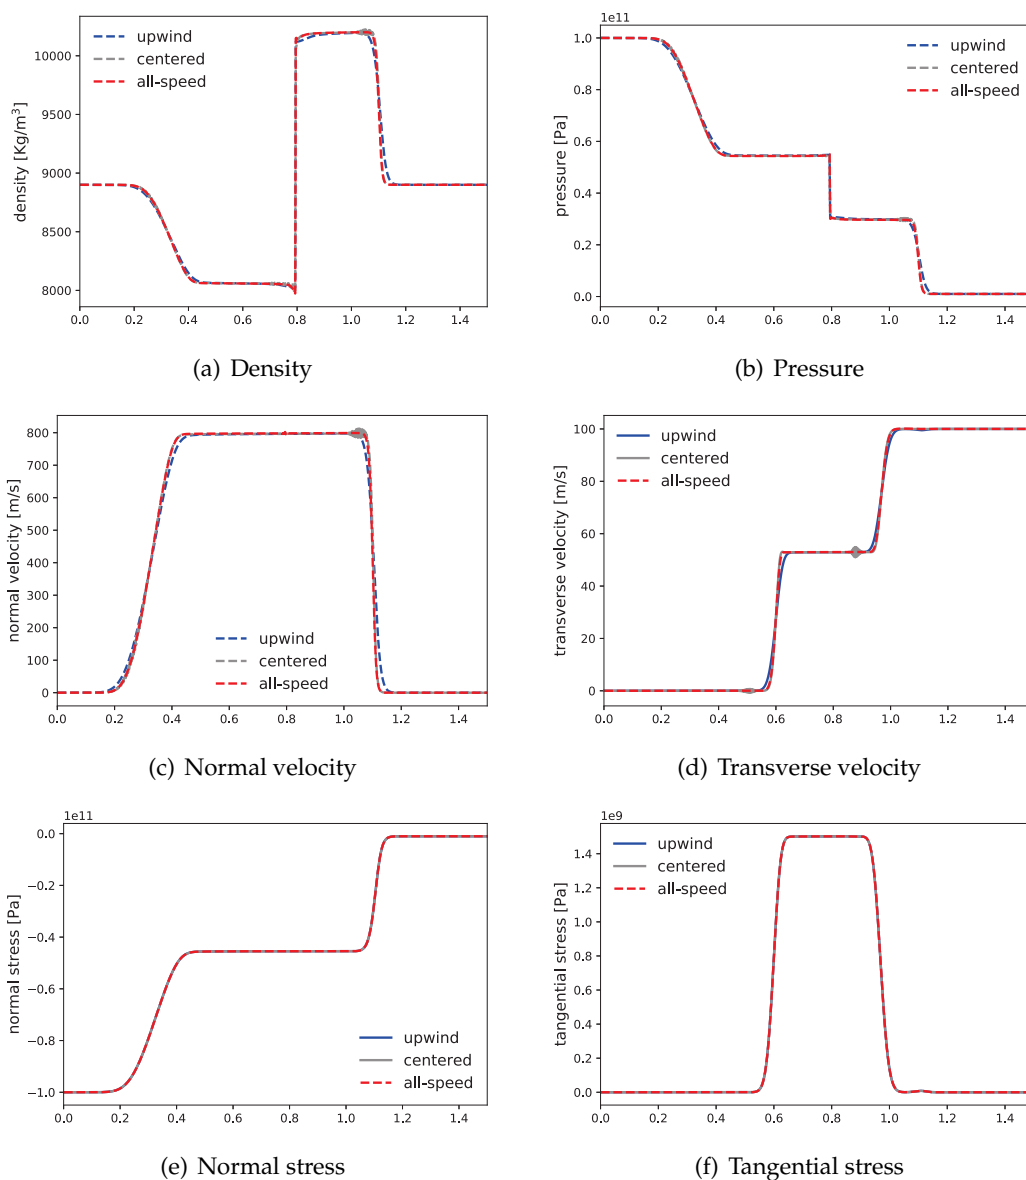 upwind
centered
all-speed
density [Kg/m³]
10000
9500
9000
8500
8000
0.0 0.2 0.4 0.6 0.8 1.0 1.2 1.4
(a) Density
1e11
upwind
centered
all-speed
pressure [Pa]
1.0
0.8
0.6
0.4
0.2
0.0
0.0 0.2 0.4 0.6 0.8 1.0 1.2 1.4
(b) Pressure
normal velocity [m/s]
800
700
600
500
400
300
200
100
0
upwind
centered
all-speed
0.0 0.2 0.4 0.6 0.8 1.0 1.2 1.4
(c) Normal velocity
upwind
centered
all-speed
transverse velocity [m/s]
100
80
60
40
20
0
0.0 0.2 0.4 0.6 0.8 1.0 1.2 1.4
(d) Transverse velocity
1e11
normal stress [Pa]
0.0
−0.2
−0.4
−0.6
−0.8
−1.0
upwind
centered
all-speed
0.0 0.2 0.4 0.6 0.8 1.0 1.2 1.4
(e) Normal stress
1e9
upwind
centered
all-speed
tangential stress [Pa]
1.4
1.2
1.0
0.8
0.6
0.4
0.2
0.0
0.0 0.2 0.4 0.6 0.8 1.0 1.2 1.4
(f) Tangential stress